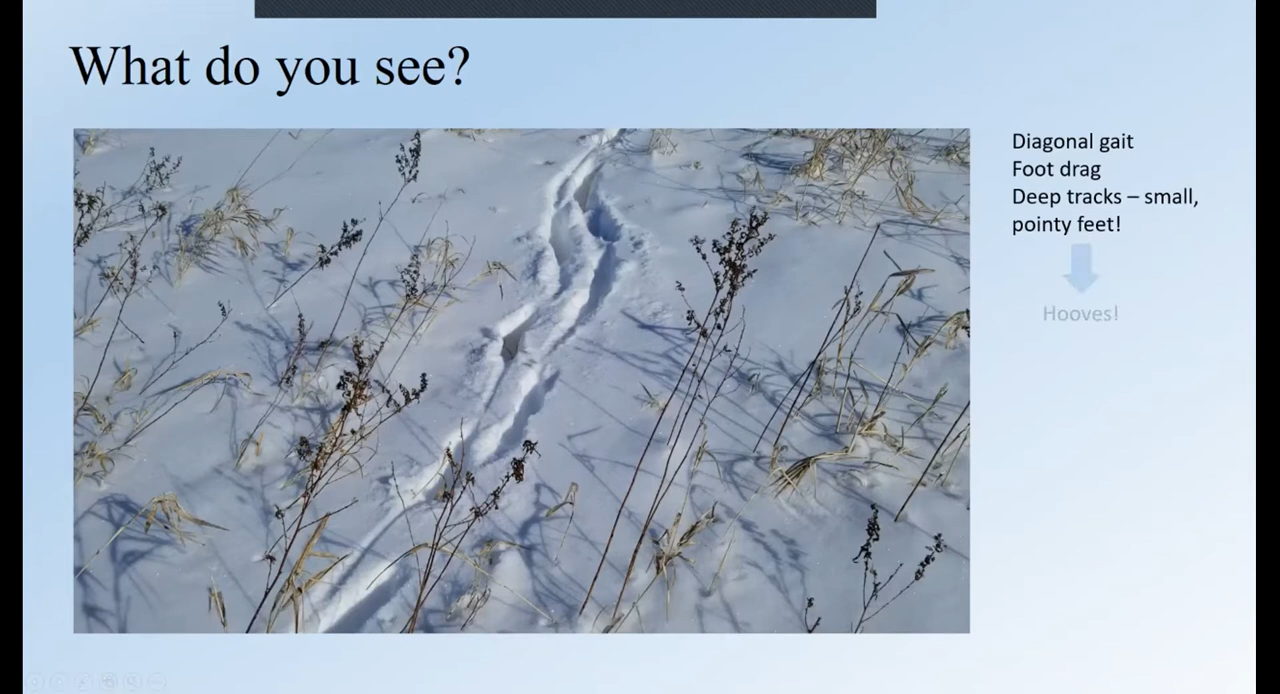 What do you see?
Diagonal gait
Foot drag
Deep tracks – small,
pointy feet!
Hooves!